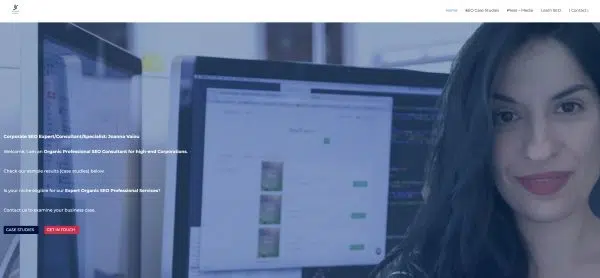 Home
SEO Case Studies
Press - Media
Learn SEO
Contact
Corporate SEO Expert/Consultant/Specialist: Joanna Vaiou
Welcome, I am an Organic Professional SEO Consultant for high-end Corporations.
Check our sample results (case studies) below.
Is your niche eligible for our Expert Organic SEO Professional Services?
Contact us to examine your business case.
CASE STUDIES
GET IN TOUCH